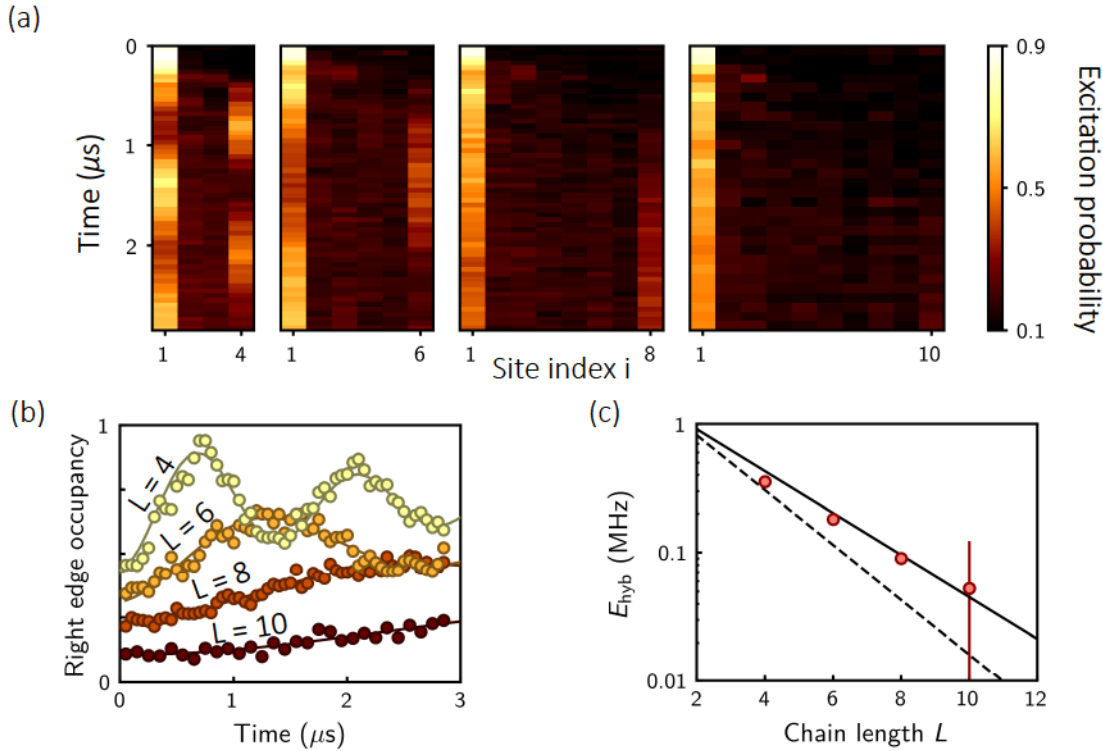 (a)
0
1
2
Time (μs)
1 4
1 6
1 8
1 10
Site index i
0.9
0.5
0.1
Excitation probability
(b)
1
0
Right edge occupancy
L = 4
L = 6
L = 8
L = 10
0 1 2 3
Time (μs)
(c)
1
0.1
0.01
E_hyb (MHz)
2 4 6 8 10 12
Chain length L